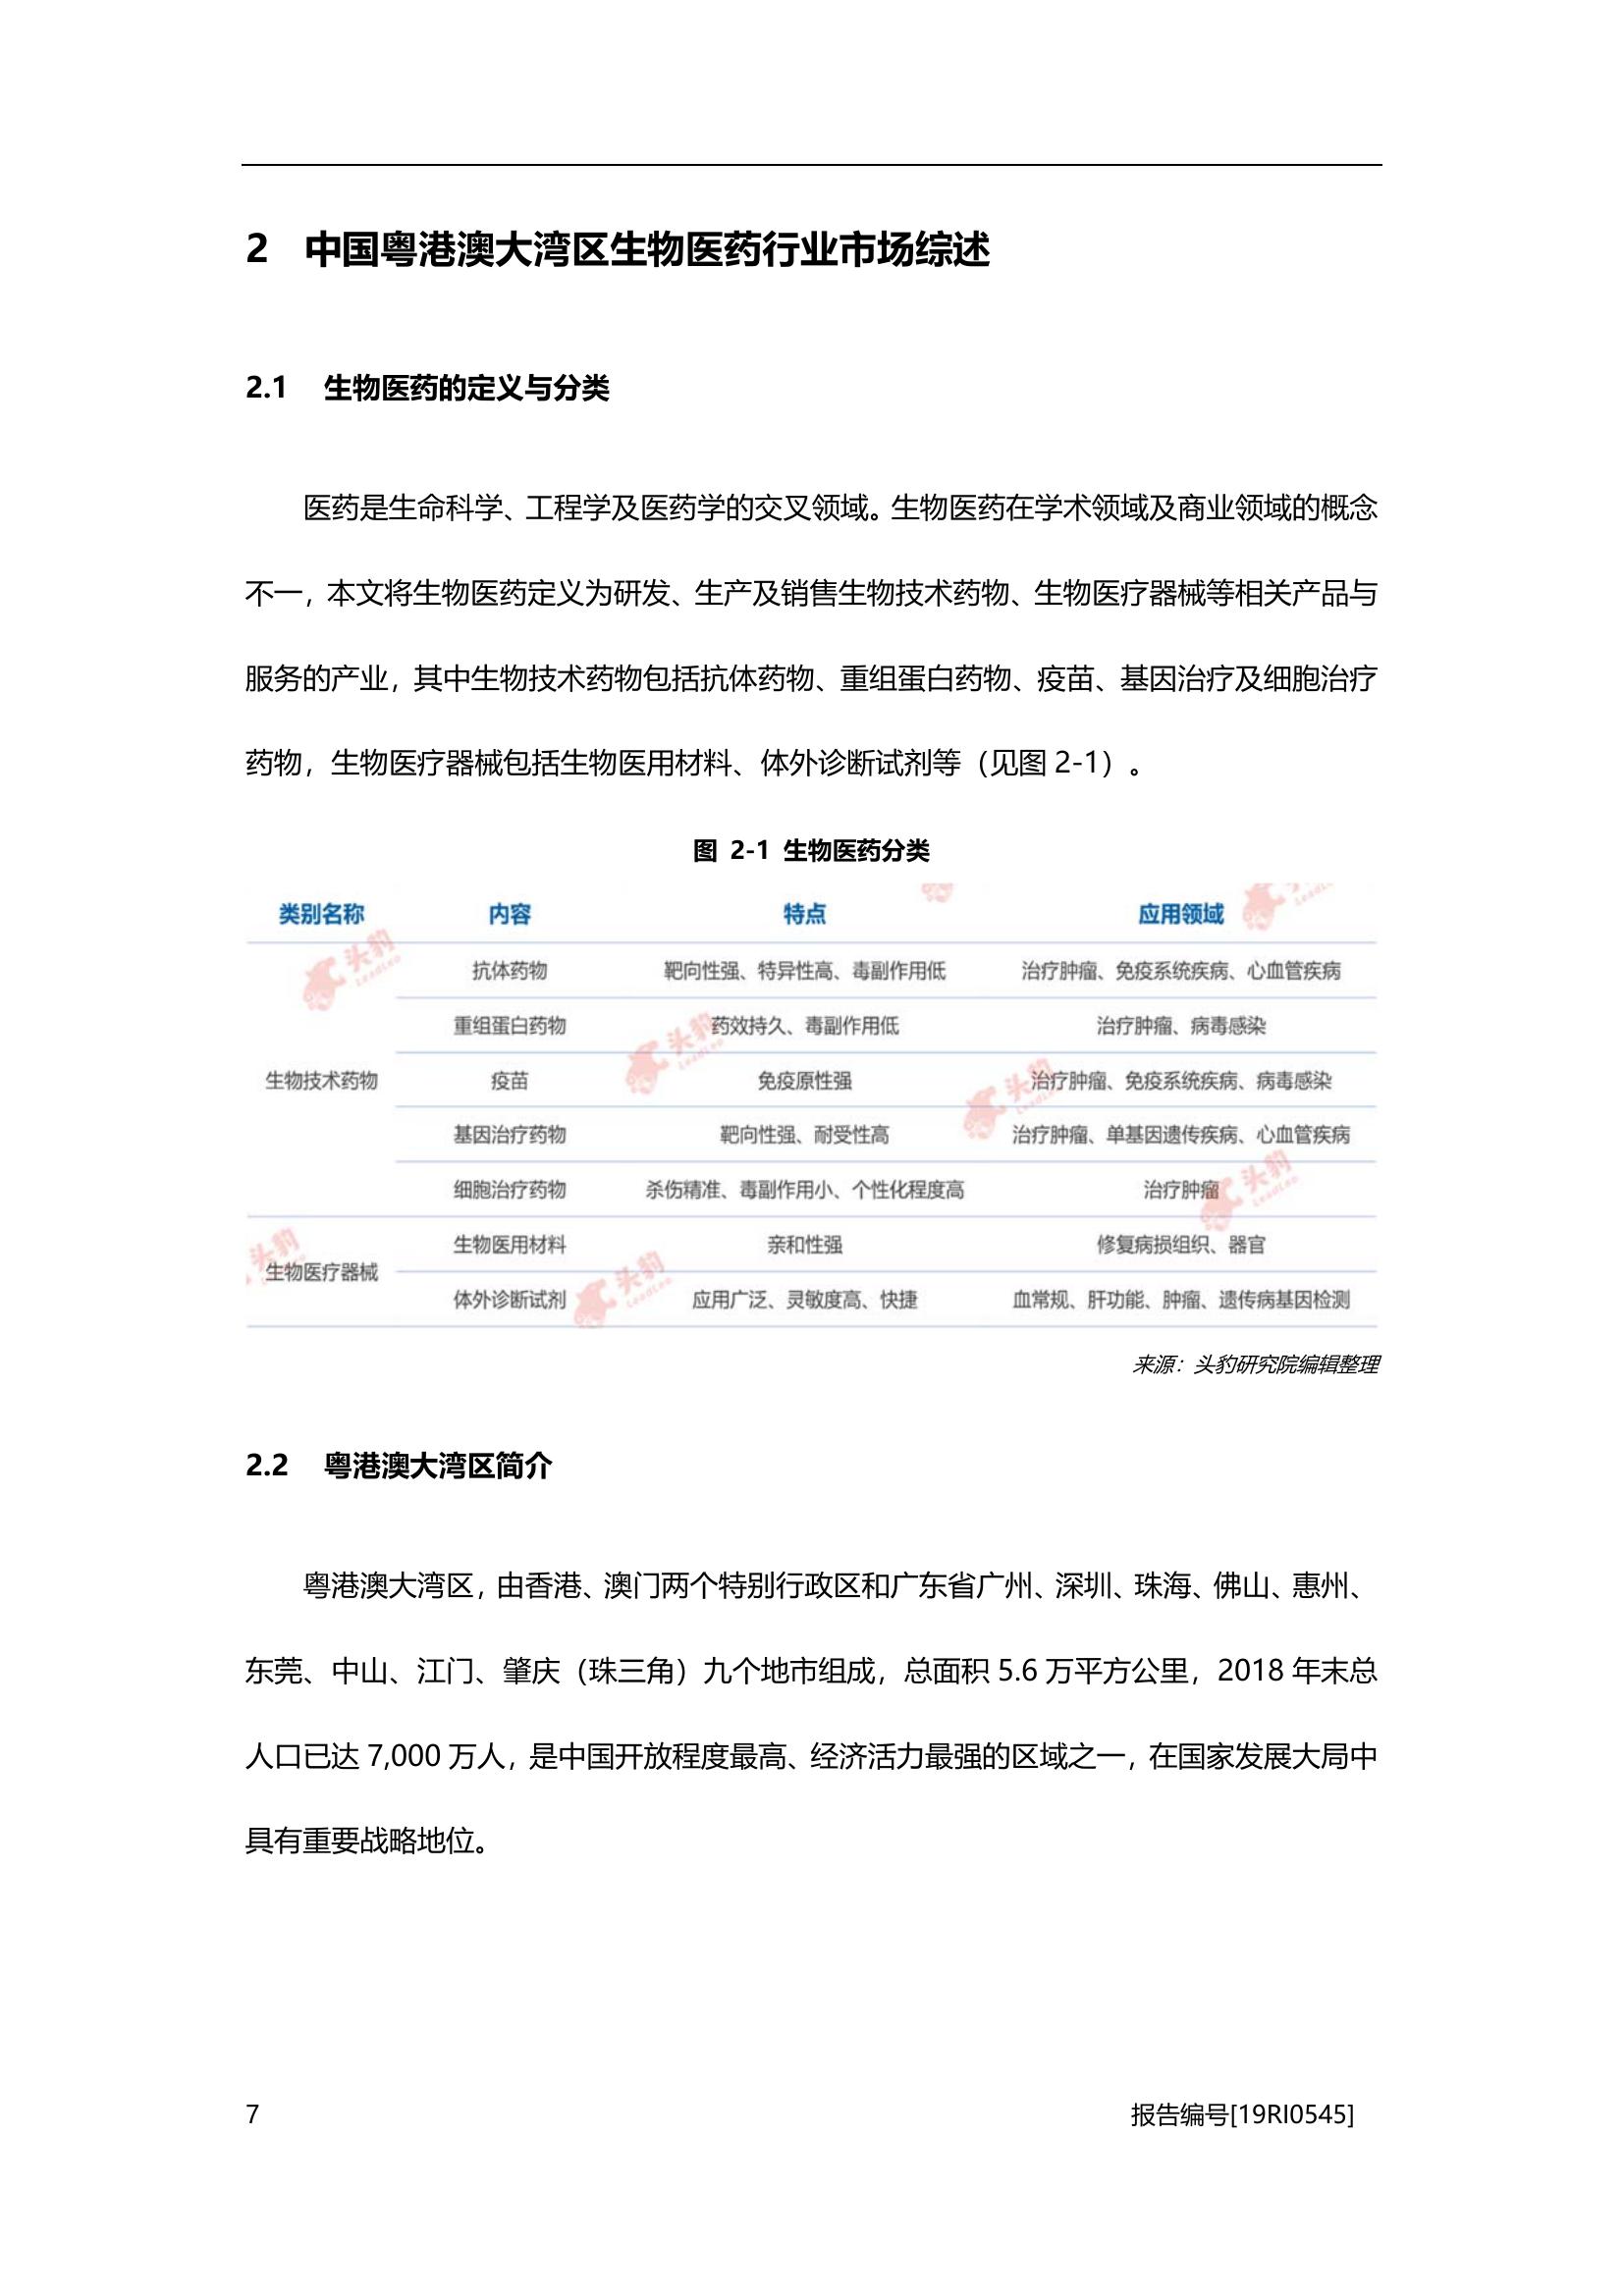 2 中国粤港澳大湾区生物医药行业市场综述
2.1 生物医药的定义与分类
医药是生命科学、工程学及医药学的交叉领域。生物医药在学术领域及商业领域的概念
不一，本文将生物医药定义为研发、生产及销售生物技术药物、生物医疗器械等相关产品与
服务的产业，其中生物技术药物包括抗体药物、重组蛋白药物、疫苗、基因治疗及细胞治疗
药物，生物医疗器械包括生物医用材料、体外诊断试剂等（见图 2-1）。
图 2-1 生物医药分类
类别名称 内容 特点 应用领域
抗体药物 靶向性强、特异性高、毒副作用低 治疗肿瘤、免疫系统疾病、心血管疾病
重组蛋白药物 药效持久、毒副作用低 治疗肿瘤、病毒感染
生物技术药物 疫苗 免疫原性强 治疗肿瘤、免疫系统疾病、病毒感染
基因治疗药物 靶向性强、耐受性高 治疗肿瘤、单基因遗传疾病、心血管疾病
细胞治疗药物 杀伤精准、毒副作用小、个性化程度高 治疗肿瘤
生物医用材料 亲和性强 修复病损组织、器官
生物医疗器械
体外诊断试剂 应用广泛、灵敏度高、快捷 血常规、肝功能、肿瘤、遗传病基因检测
头豹 LeadLeo
来源：头豹研究院编辑整理
2.2 粤港澳大湾区简介
粤港澳大湾区，由香港、澳门两个特别行政区和广东省广州、深圳、珠海、佛山、惠州、
东莞、中山、江门、肇庆（珠三角）九个地市组成，总面积 5.6 万平方公里，2018 年末总
人口已达 7,000 万人，是中国开放程度最高、经济活力最强的区域之一，在国家发展大局中
具有重要战略地位。
7 报告编号[19RI0545]